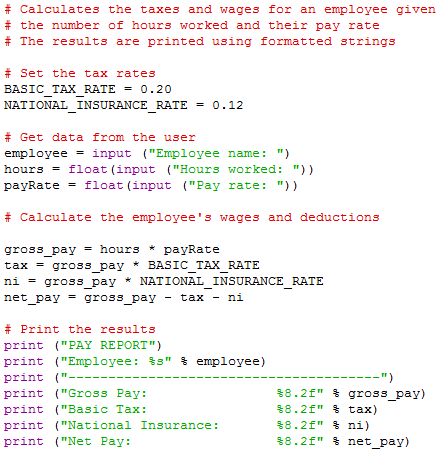 # Calculates the taxes and wages for an employee given
# the number of hours worked and their pay rate
# The results are printed using formatted strings

# Set the tax rates
BASIC_TAX_RATE = 0.20
NATIONAL_INSURANCE_RATE = 0.12

# Get data from the user
employee = input ("Employee name: ")
hours = float(input ("Hours worked: "))
payRate = float(input ("Pay rate: "))

# Calculate the employee's wages and deductions

gross_pay = hours * payRate
tax = gross_pay * BASIC_TAX_RATE
ni = gross_pay * NATIONAL_INSURANCE_RATE
net_pay = gross_pay - tax - ni

# Print the results
print ("PAY REPORT")
print ("Employee: %s" % employee)
print ("---------------------------------------")
print ("Gross Pay:                %8.2f" % gross_pay)
print ("Basic Tax:                %8.2f" % tax)
print ("National Insurance:       %8.2f" % ni)
print ("Net Pay:                  %8.2f" % net_pay)